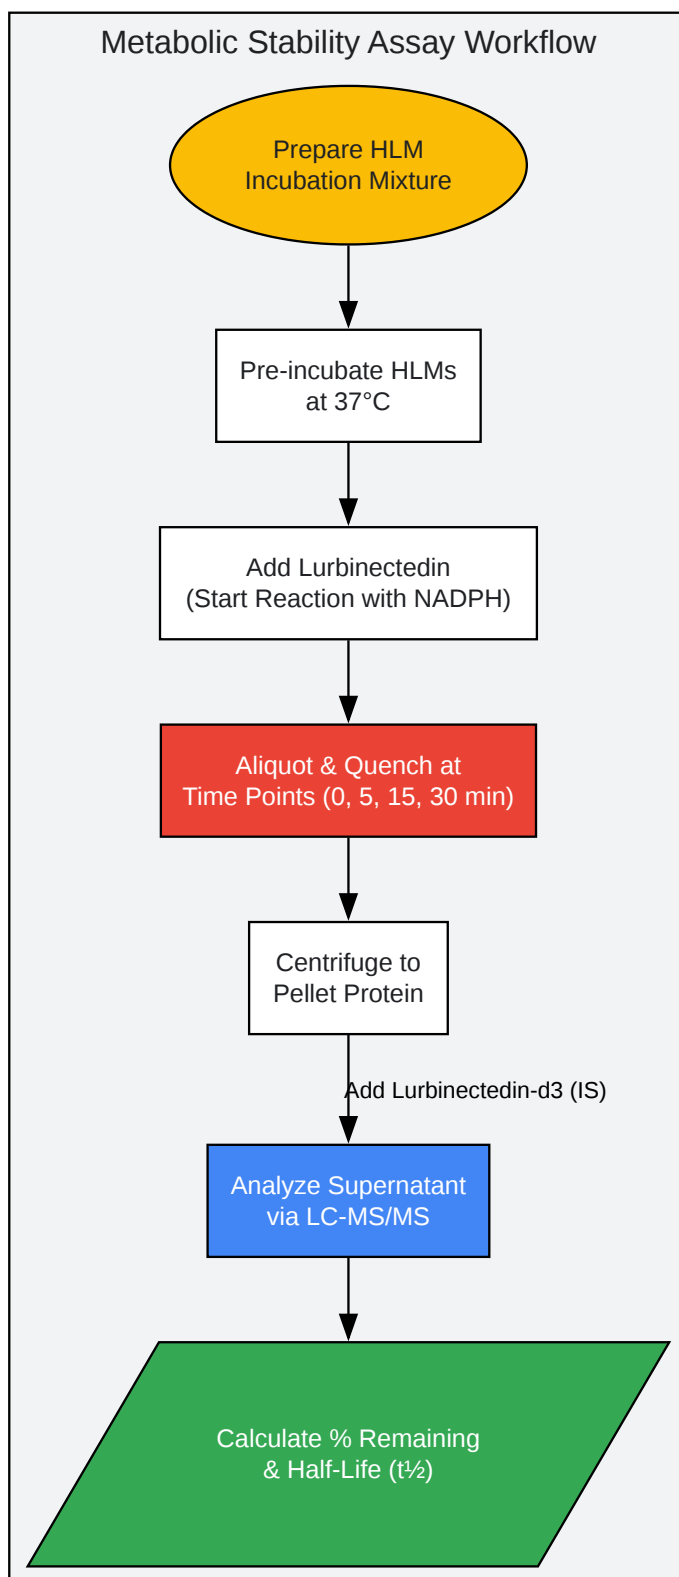 Metabolic Stability Assay Workflow
Prepare HLM
Incubation Mixture
Pre-incubate HLMs
at 37°C
Add Lurbinectedin
(Start Reaction with NADPH)
Aliquot & Quench at
Time Points (0, 5, 15, 30 min)
Centrifuge to
Pellet Protein
Add Lurbinectedin-d3 (IS)
Analyze Supernatant
via LC-MS/MS
Calculate % Remaining
& Half-Life (t½)